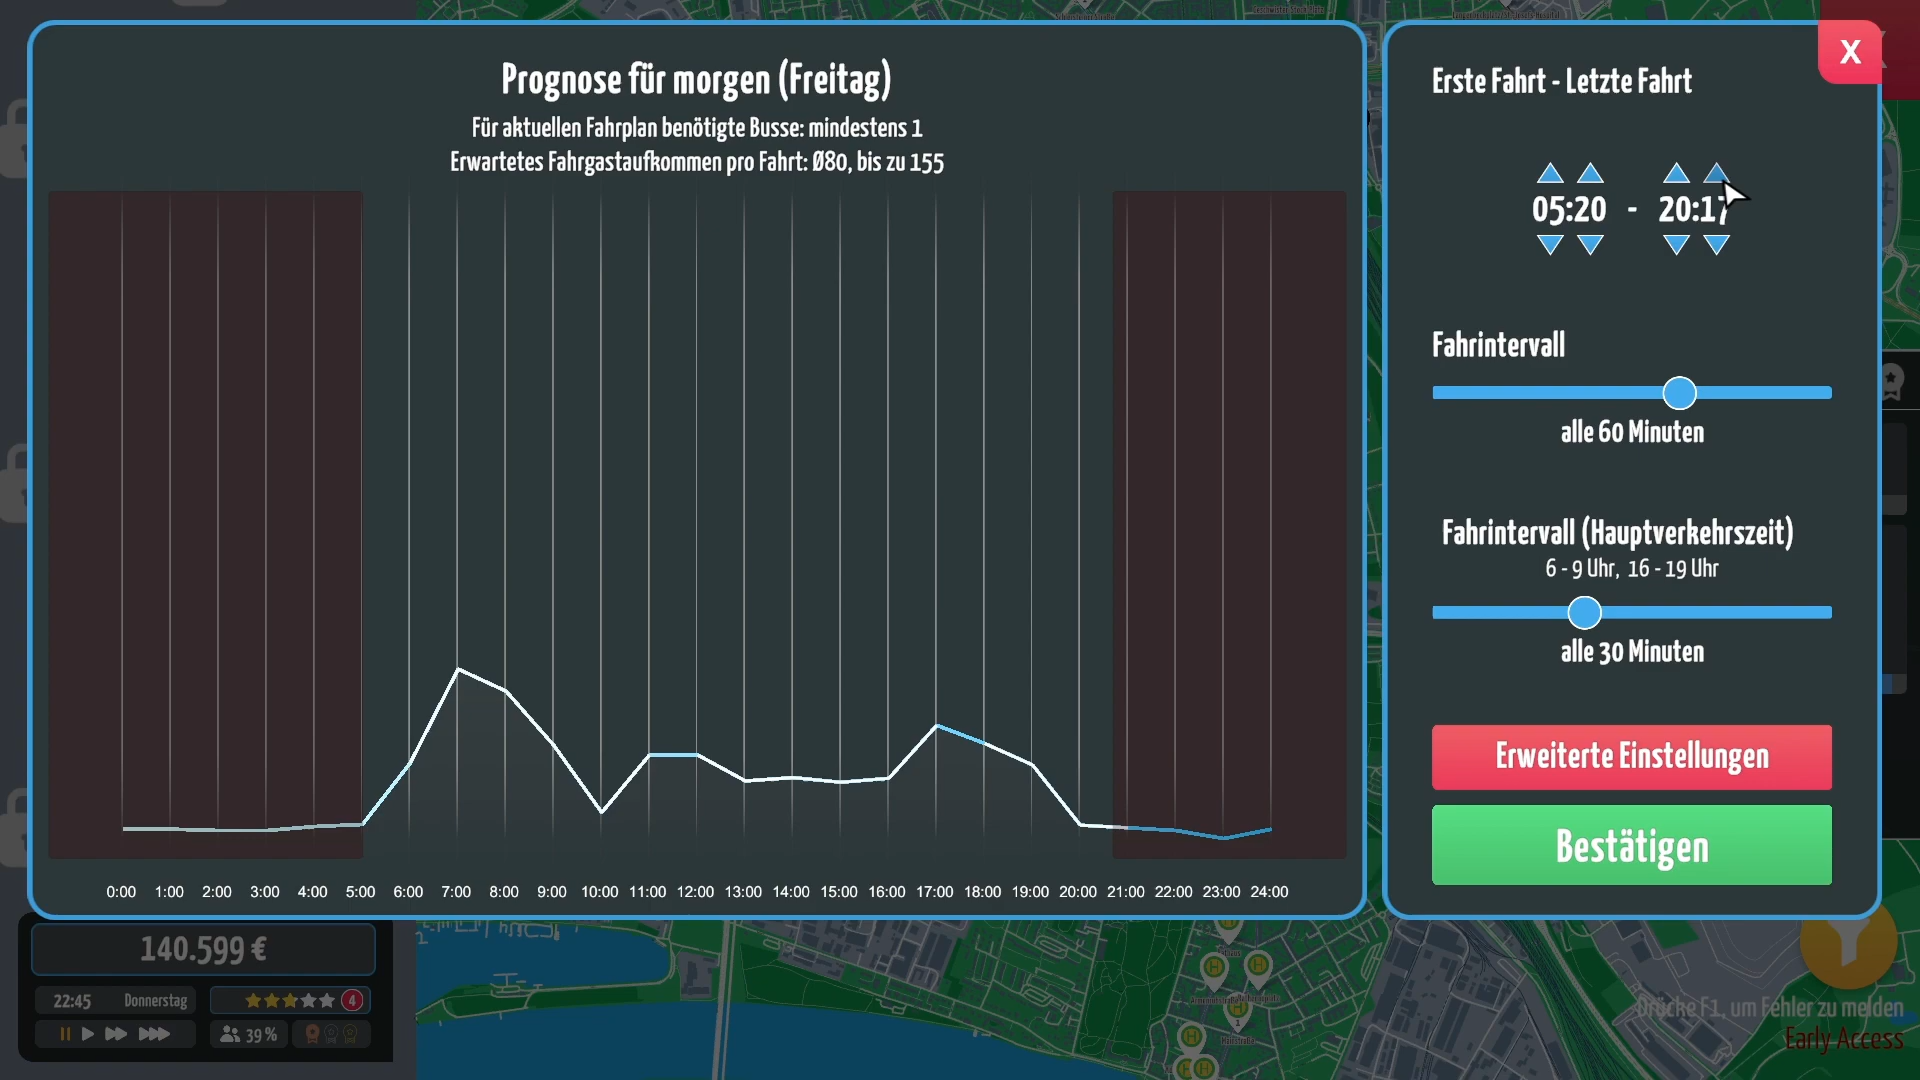 Prognose für morgen (Freitag)
Für aktuellen Fahrplan benötigte Busse: mindestens 1
Erwartetes Fahrgastaufkommen pro Fahrt: Ø80, bis zu 155
0:00 1:00 2:00 3:00 4:00 5:00 6:00 7:00 8:00 9:00 10:00 11:00 12:00 13:00 14:00 15:00 16:00 17:00 18:00 19:00 20:00 21:00 22:00 23:00 24:00
X
Erste Fahrt - Letzte Fahrt
05:20 - 20:17
Fahrintervall
alle 60 Minuten
Fahrintervall (Hauptverkehrszeit)
6 - 9 Uhr, 16 - 19 Uhr
alle 30 Minuten
Erweiterte Einstellungen
Bestätigen
140.599 €
22:45 Donnerstag
4
39 %
Drücke F1, um Fehler zu melden
Early Access